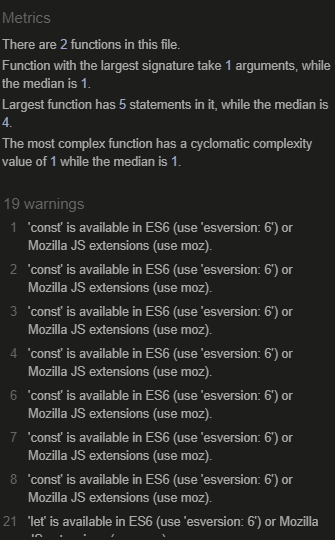 Metrics
There are 2 functions in this file.
Function with the largest signature take 1 arguments, while
the median is 1.
Largest function has 5 statements in it, while the median is
4.
The most complex function has a cyclomatic complexity
value of 1 while the median is 1.
19 warnings
1 'const' is available in ES6 (use 'esversion: 6') or
Mozilla JS extensions (use moz).
2 'const' is available in ES6 (use 'esversion: 6') or
Mozilla JS extensions (use moz).
3 'const' is available in ES6 (use 'esversion: 6') or
Mozilla JS extensions (use moz).
4 'const' is available in ES6 (use 'esversion: 6') or
Mozilla JS extensions (use moz).
6 'const' is available in ES6 (use 'esversion: 6') or
Mozilla JS extensions (use moz).
7 'const' is available in ES6 (use 'esversion: 6') or
Mozilla JS extensions (use moz).
8 'const' is available in ES6 (use 'esversion: 6') or
Mozilla JS extensions (use moz).
21 'let' is available in ES6 (use 'esversion: 6') or Mozilla